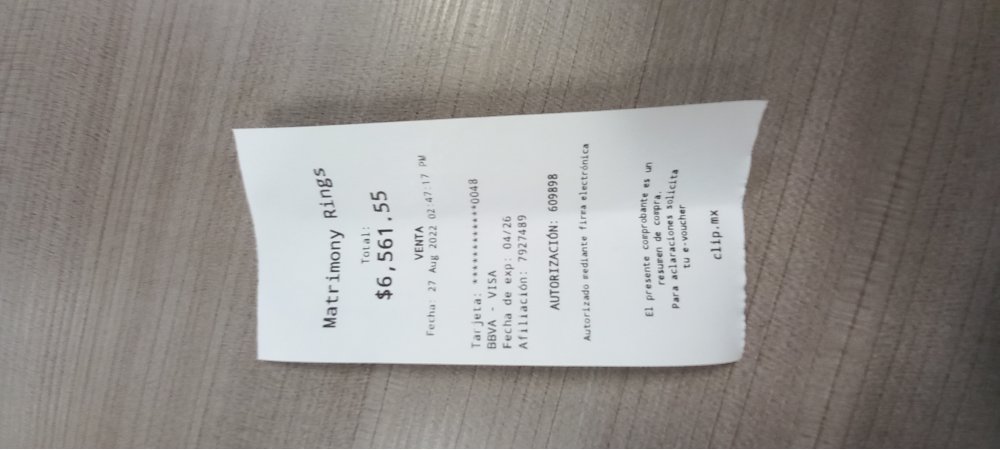 Matrimony Rings
Total:
$6,561.55
VENTA
Fecha: 27 Aug 2022 02:47:17 PM
Tarjeta: ************0048
BBVA - VISA
Fecha de exp: 04/26
Afiliación: 7927489
AUTORIZACIÓN: 609898
Autorizado mediante firma electrónica
El presente comprobante es un
resumen de compra.
Para aclaraciones solicita
tu e-voucher
clip.mx